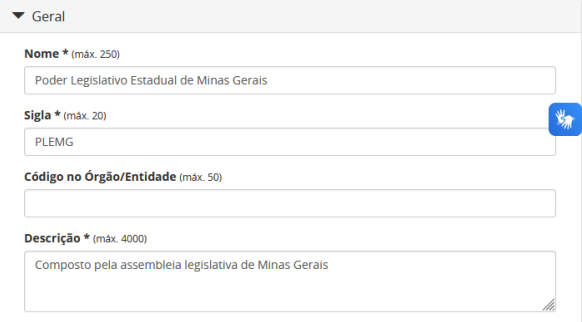 Geral
Nome * (máx. 250)
Poder Legislativo Estadual de Minas Gerais
Sigla * (máx. 20)
PLEMG
Código no Órgão/Entidade (máx. 50)
Descrição * (máx. 4000)
Composto pela assembleia legislativa de Minas Gerais